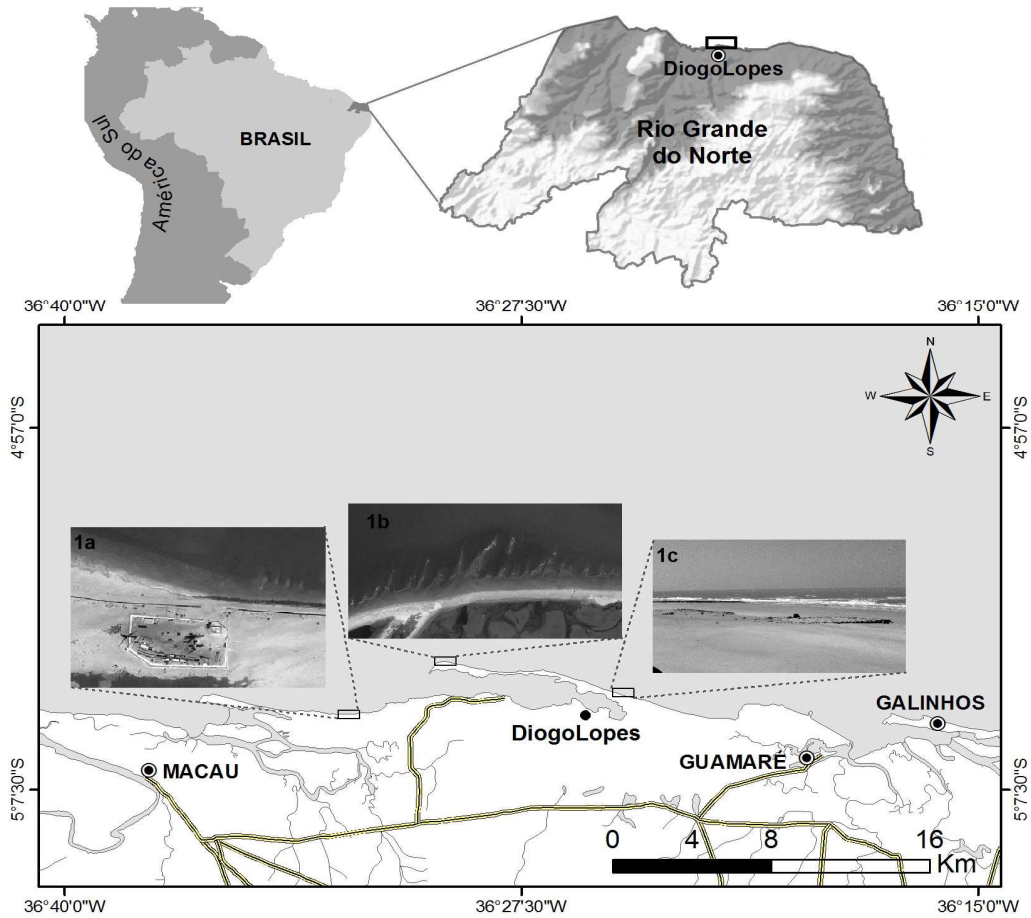 BRASIL
América do Sul
DiogoLopes
Rio Grande
do Norte
36°40'0"W
36°27'30"W
36°15'0"W
4°57'0"S
4°57'0"S
N
W
E
S
1a
1b
1c
GALINHOS
DiogoLopes
GUAMARÉ
MACAU
5°7'30"S
5°7'30"S
0
4
8
16
Km
36°40'0"W
36°27'30"W
36°15'0"W